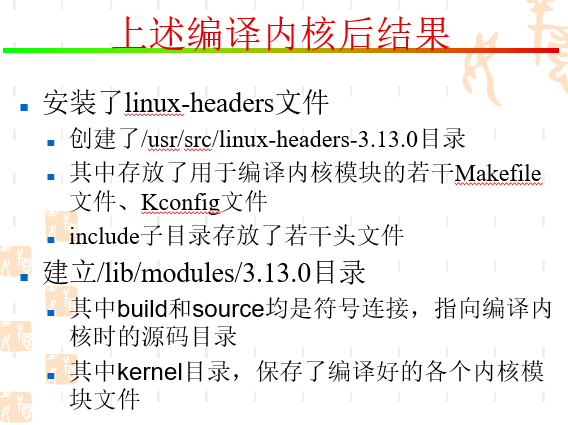 上述编译内核后结果
安装了linux-headers文件
创建了/usr/src/linux-headers-3.13.0目录
其中存放了用于编译内核模块的若干Makefile
文件、Kconfig文件
include子目录存放了若干头文件
建立/lib/modules/3.13.0目录
其中build和source均是符号连接，指向编译内
核时的源码目录
其中kernel目录，保存了编译好的各个内核模
块文件